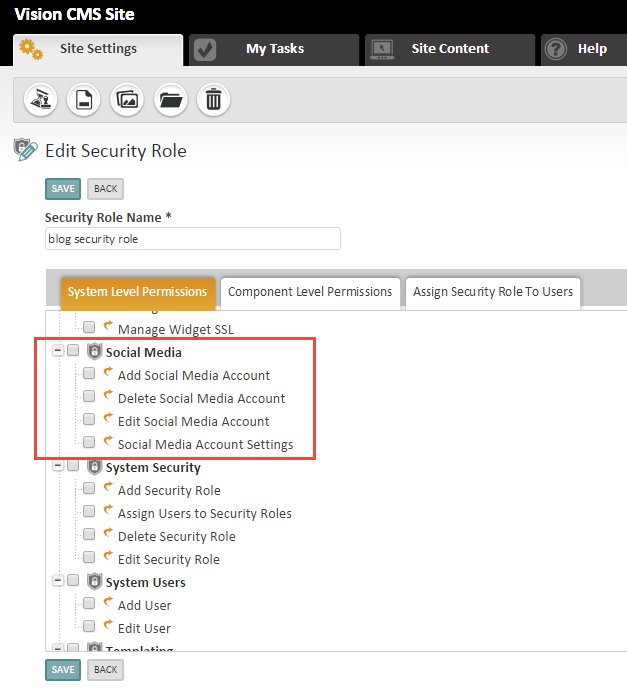 Vision CMS Site
Site Settings My Tasks Site Content Help
Edit Security Role
SAVE BACK
Security Role Name *
blog security role
System Level Permissions Component Level Permissions Assign Security Role To Users
Manage Widget SSL
Social Media
Add Social Media Account
Delete Social Media Account
Edit Social Media Account
Social Media Account Settings
System Security
Add Security Role
Assign Users to Security Roles
Delete Security Role
Edit Security Role
System Users
Add User
Edit User
Templating
SAVE BACK